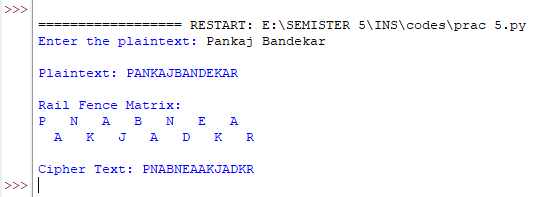 >>>
================== RESTART: E:\SEMISTER 5\INS\codes\prac 5.py
Enter the plaintext: Pankaj Bandekar
Plaintext: PANKAJBANDEKAR
Rail Fence Matrix:
P   N   A   B   N   E   A
  A   K   J   A   D   K   R
Cipher Text: PNABNEAAKJADKR
>>>